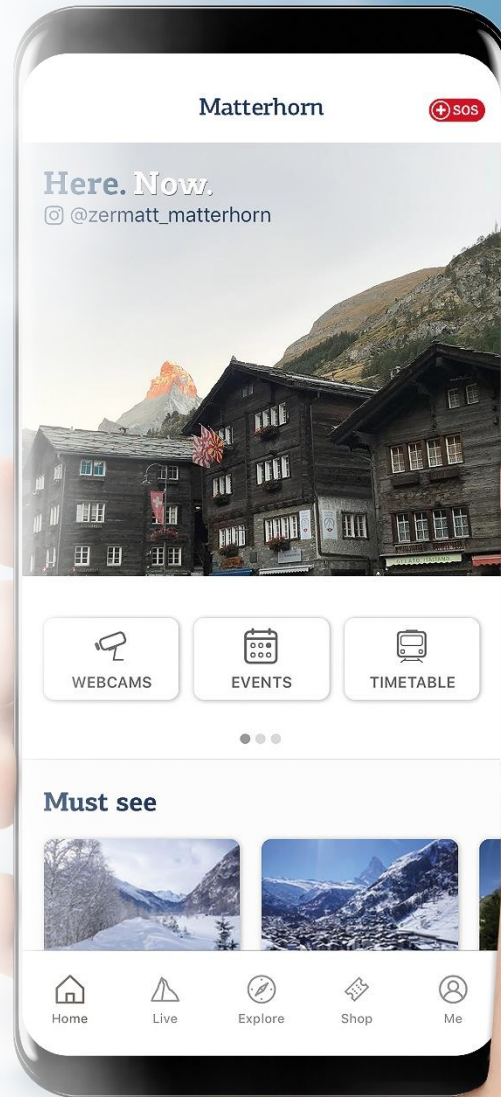 Matterhorn
SOS
Here. Now.
@zermatt_matterhorn
WEBCAMS
EVENTS
TIMETABLE
Must see
Home
Live
Explore
Shop
Me